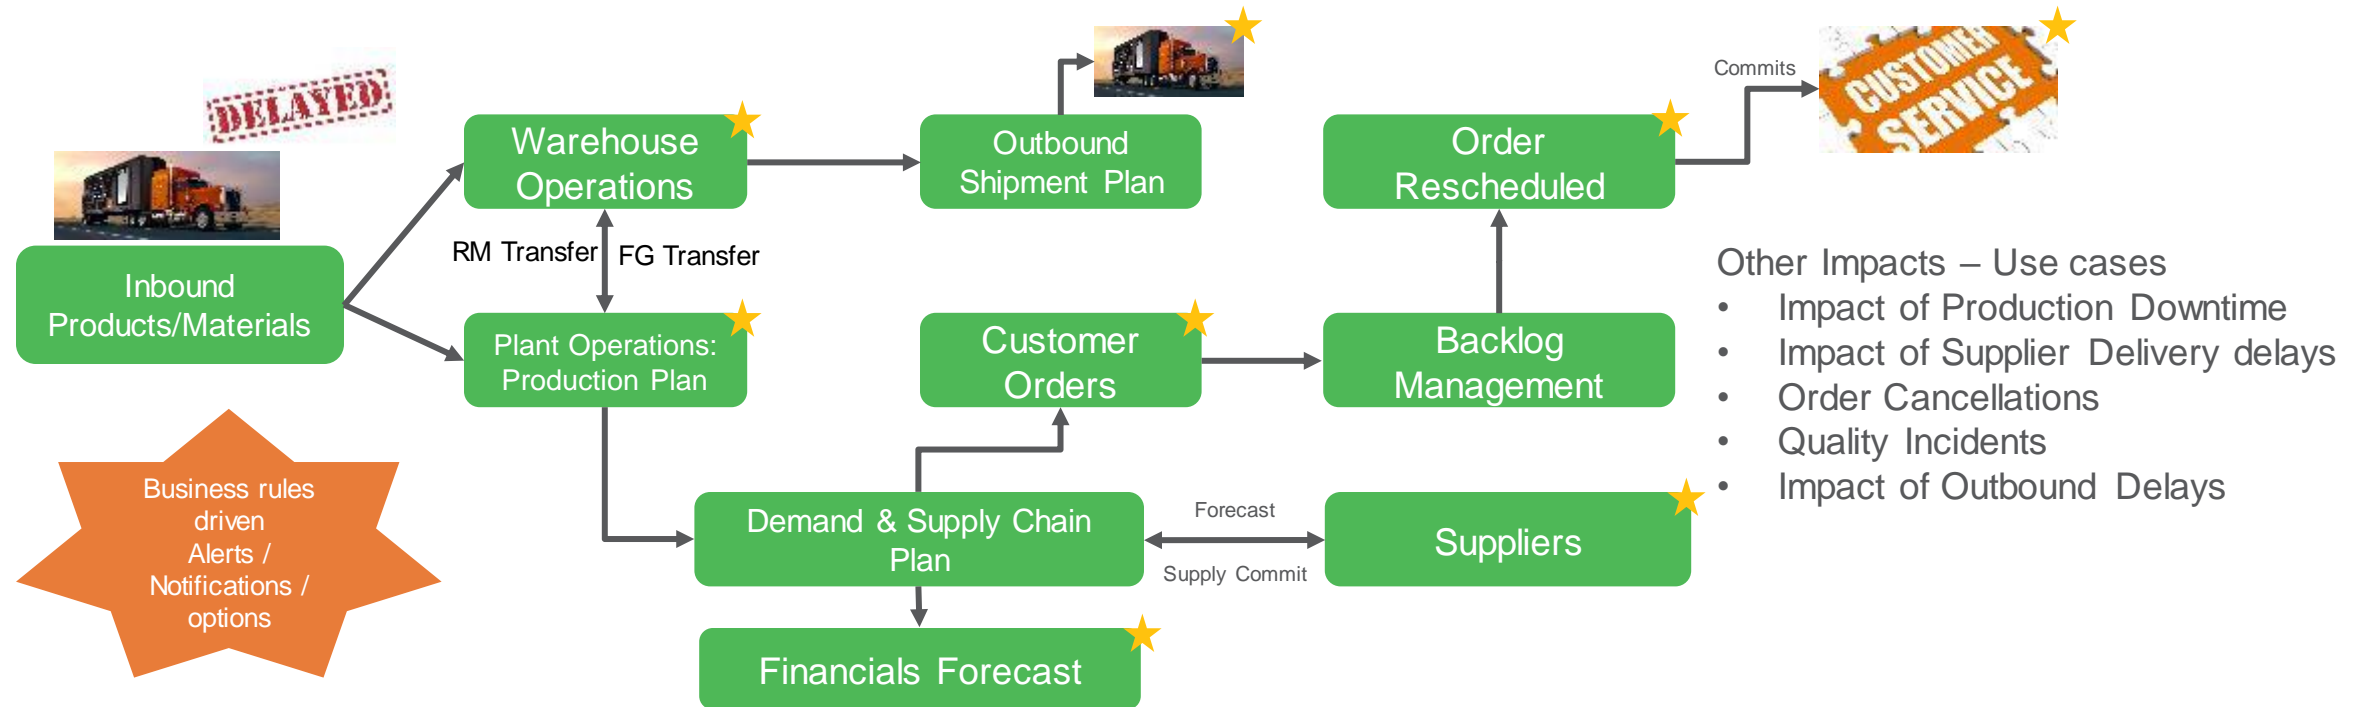 DELAYED
Inbound
Products/Materials
Warehouse
Operations
RM Transfer
FG Transfer
Plant Operations:
Production Plan
Outbound
Shipment Plan
Customer
Orders
Order
Rescheduled
Commits
CUSTOMER
SERVICE
Backlog
Management
Demand & Supply Chain
Plan
Forecast
Supply Commit
Suppliers
Financials Forecast
Business rules
driven
Alerts /
Notifications /
options
Other Impacts – Use cases
• Impact of Production Downtime
• Impact of Supplier Delivery delays
• Order Cancellations
• Quality Incidents
• Impact of Outbound Delays